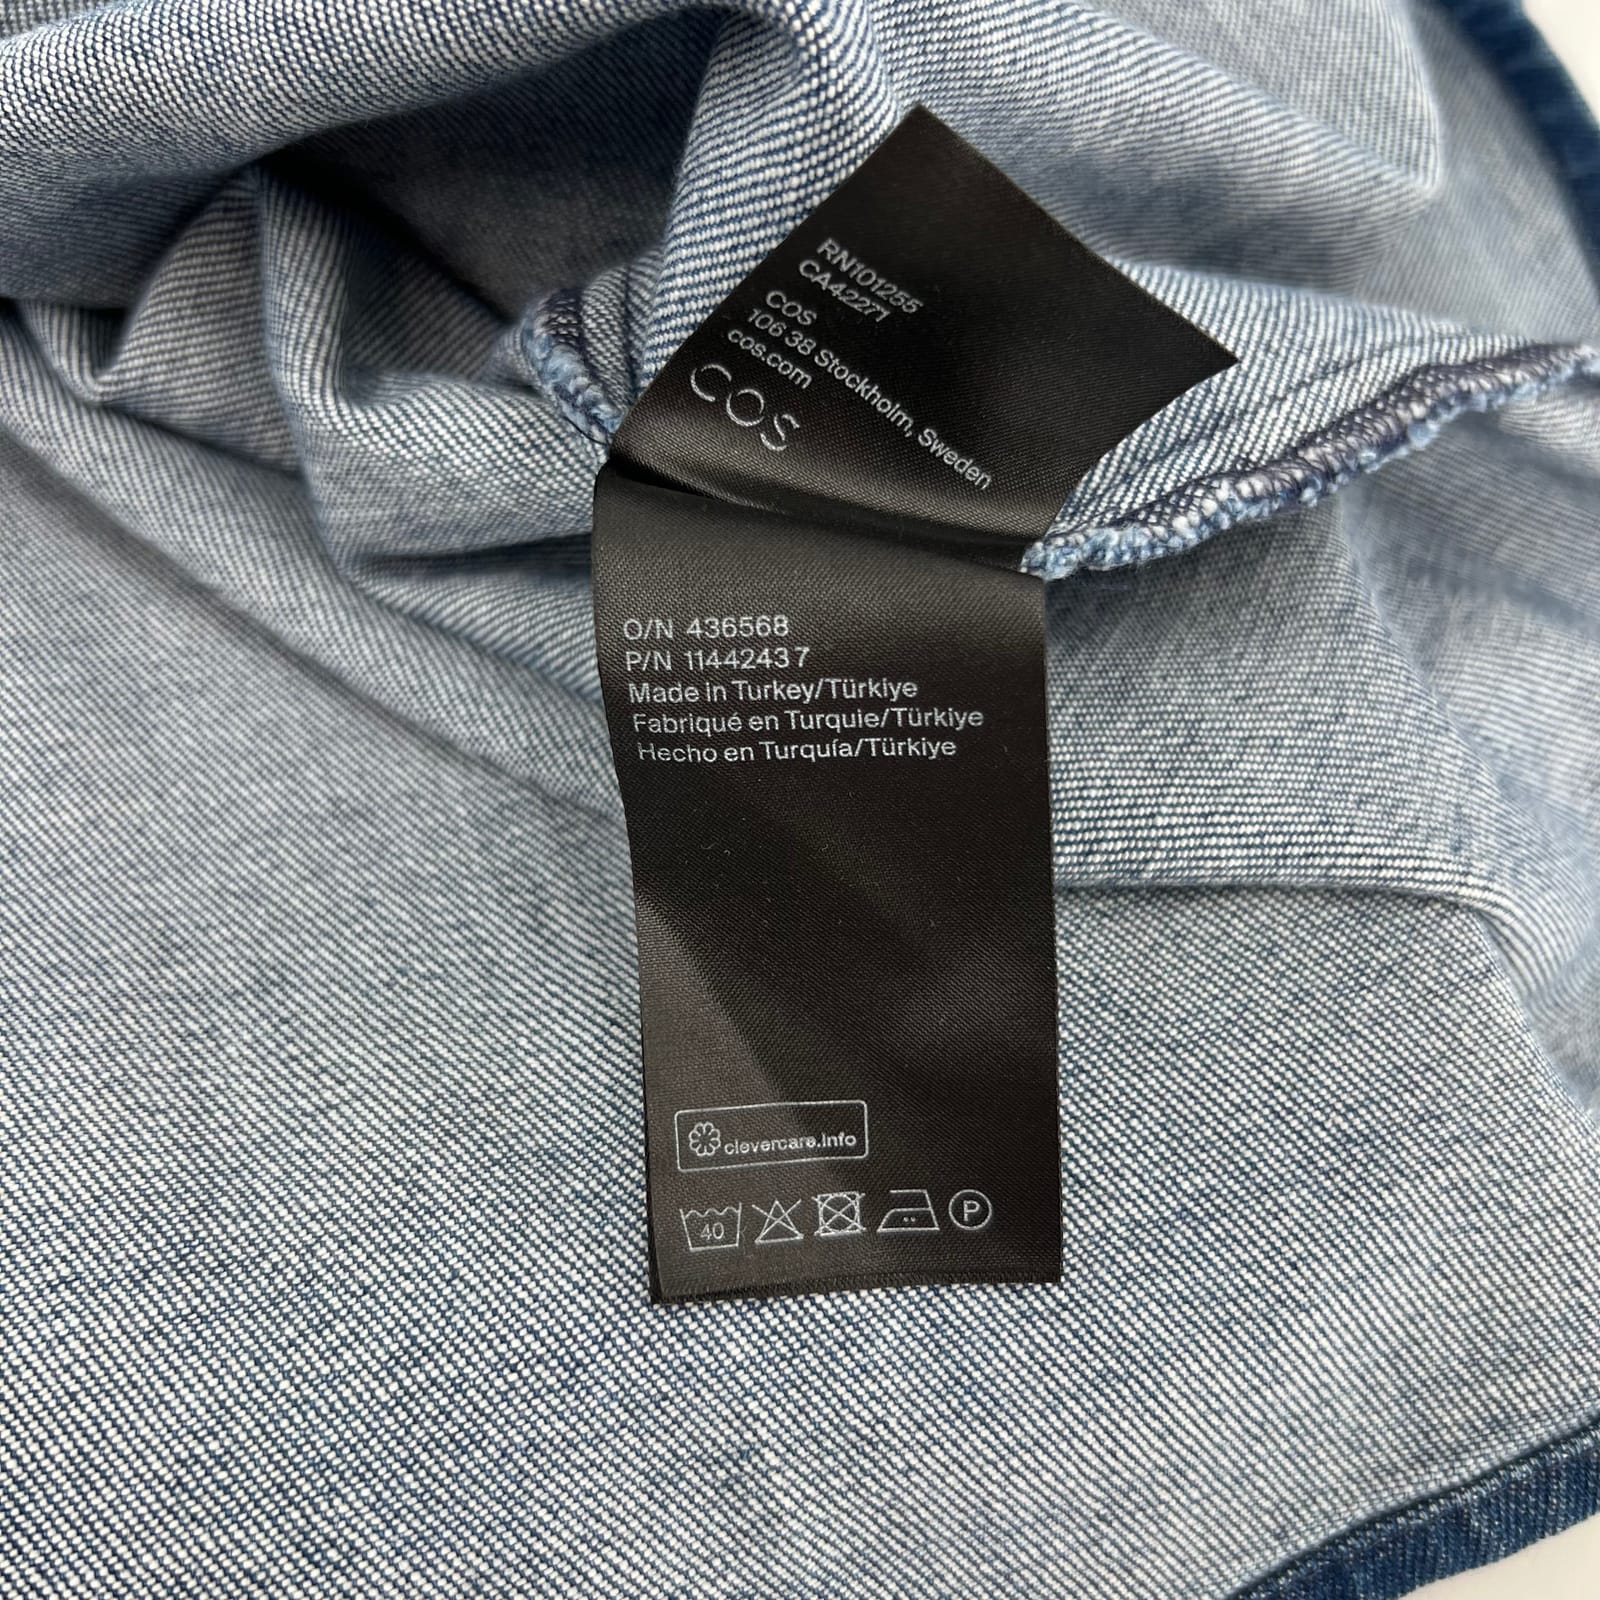 RN101255
CA42271
COS
106 38 Stockholm, Sweden
cos.com
COS
O/N 436568
P/N 11442437
Made in Turkey/Türkiye
Fabriqué en Turquie/Türkiye
Hecho en Turquía/Türkiye
clevercare.info
40
P